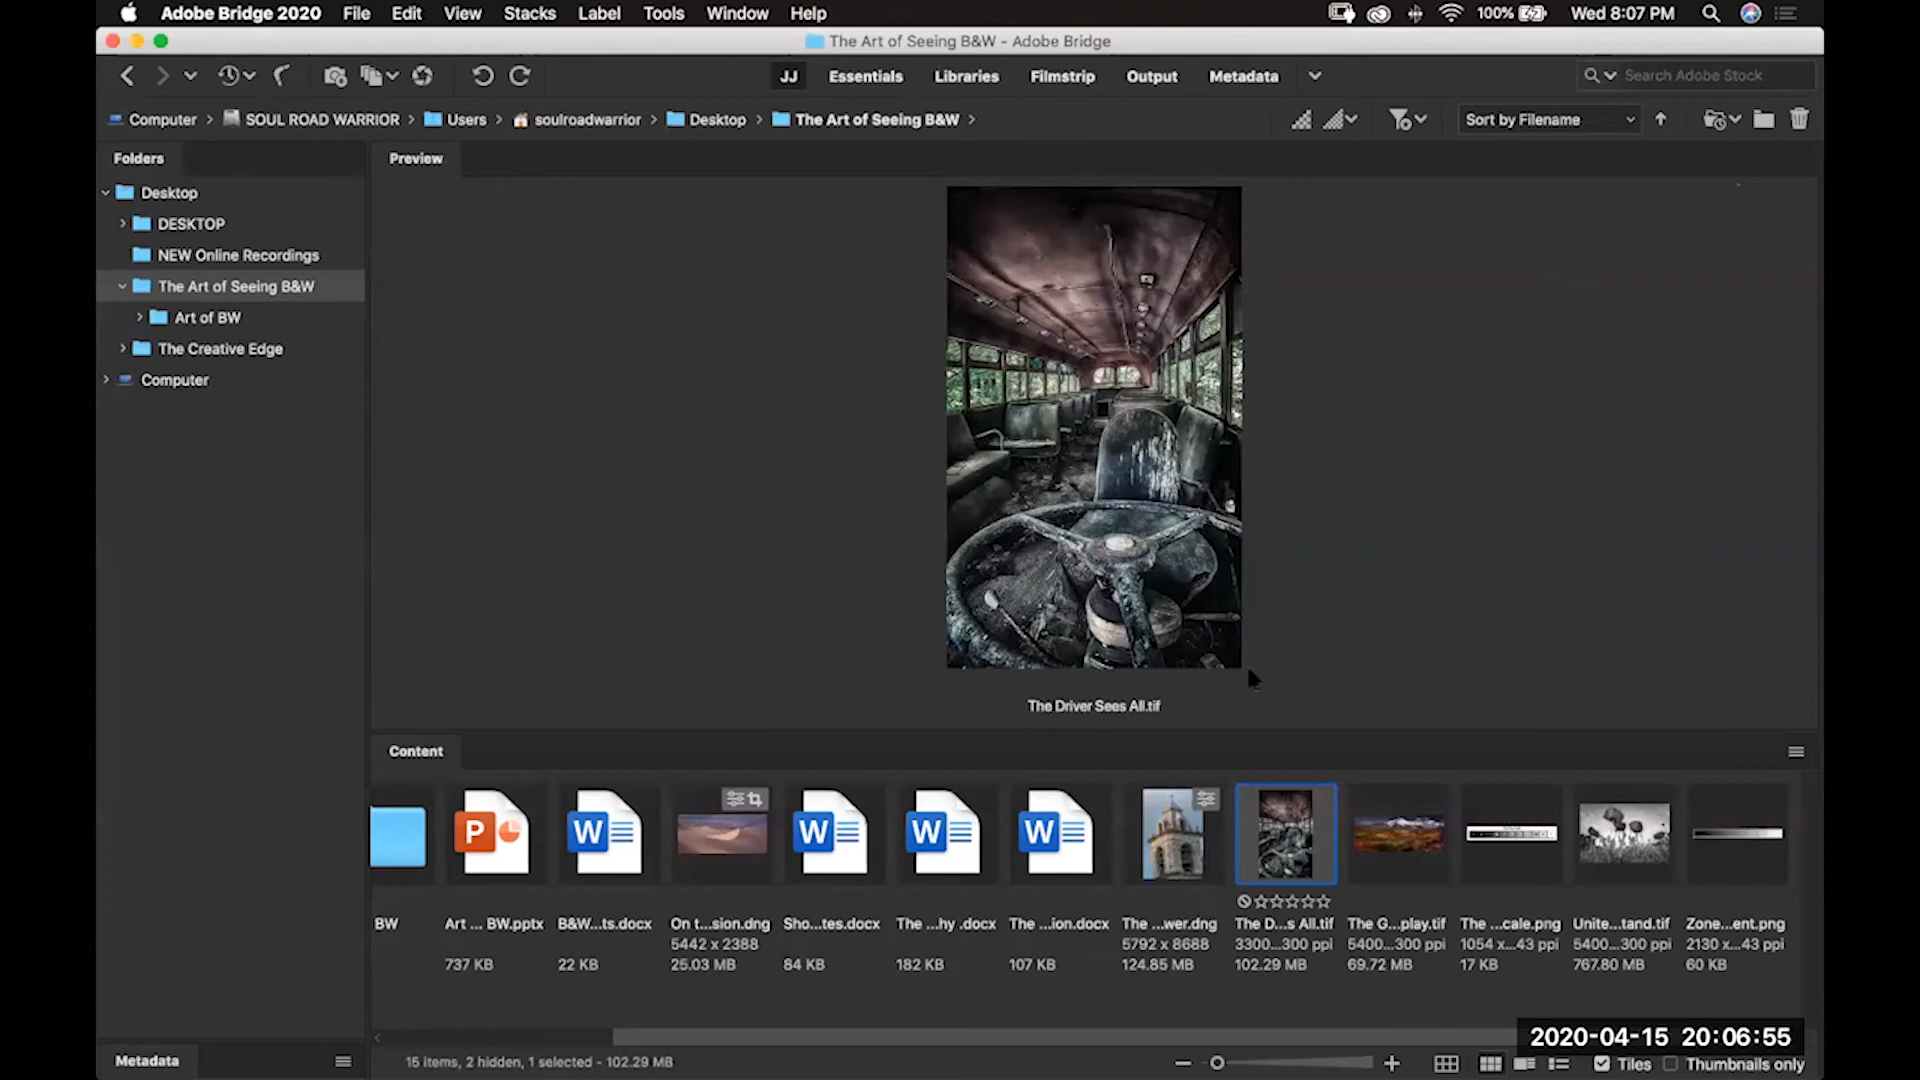 Adobe Bridge 2020 File Edit View Stacks Label Tools Window Help 100% Wed 8:07 PM
The Art of Seeing B&W - Adobe Bridge
JJ Essentials Libraries Filmstrip Output Metadata Search Adobe Stock
Computer SOUL ROAD WARRIOR Users soulroadwarrior Desktop The Art of Seeing B&W Sort by Filename
Folders
Preview
Desktop
DESKTOP
NEW Online Recordings
The Art of Seeing B&W
Art of BW
The Creative Edge
Computer
The Driver Sees All.tif
Content
BW Art ... BW.pptx B&W...ts.docx On t...sion.dng Sho...tes.docx The ...hy .docx The ...ion.docx The ...wer.dng The D...s All.tif The G...play.tif The ...cale.png Unite...tand.tif Zone...ent.png
5442 x 2388 5792 x 8688 3300...300 ppi 5400...300 ppi 1054 x...43 ppi 5400...300 ppi 2130 x...43 ppi
737 KB 22 KB 25.03 MB 84 KB 182 KB 107 KB 124.85 MB 102.29 MB 69.72 MB 17 KB 767.80 MB 60 KB
2020-04-15 20:06:55
Metadata
15 items, 2 hidden, 1 selected - 102.29 MB
Tiles Thumbnails only